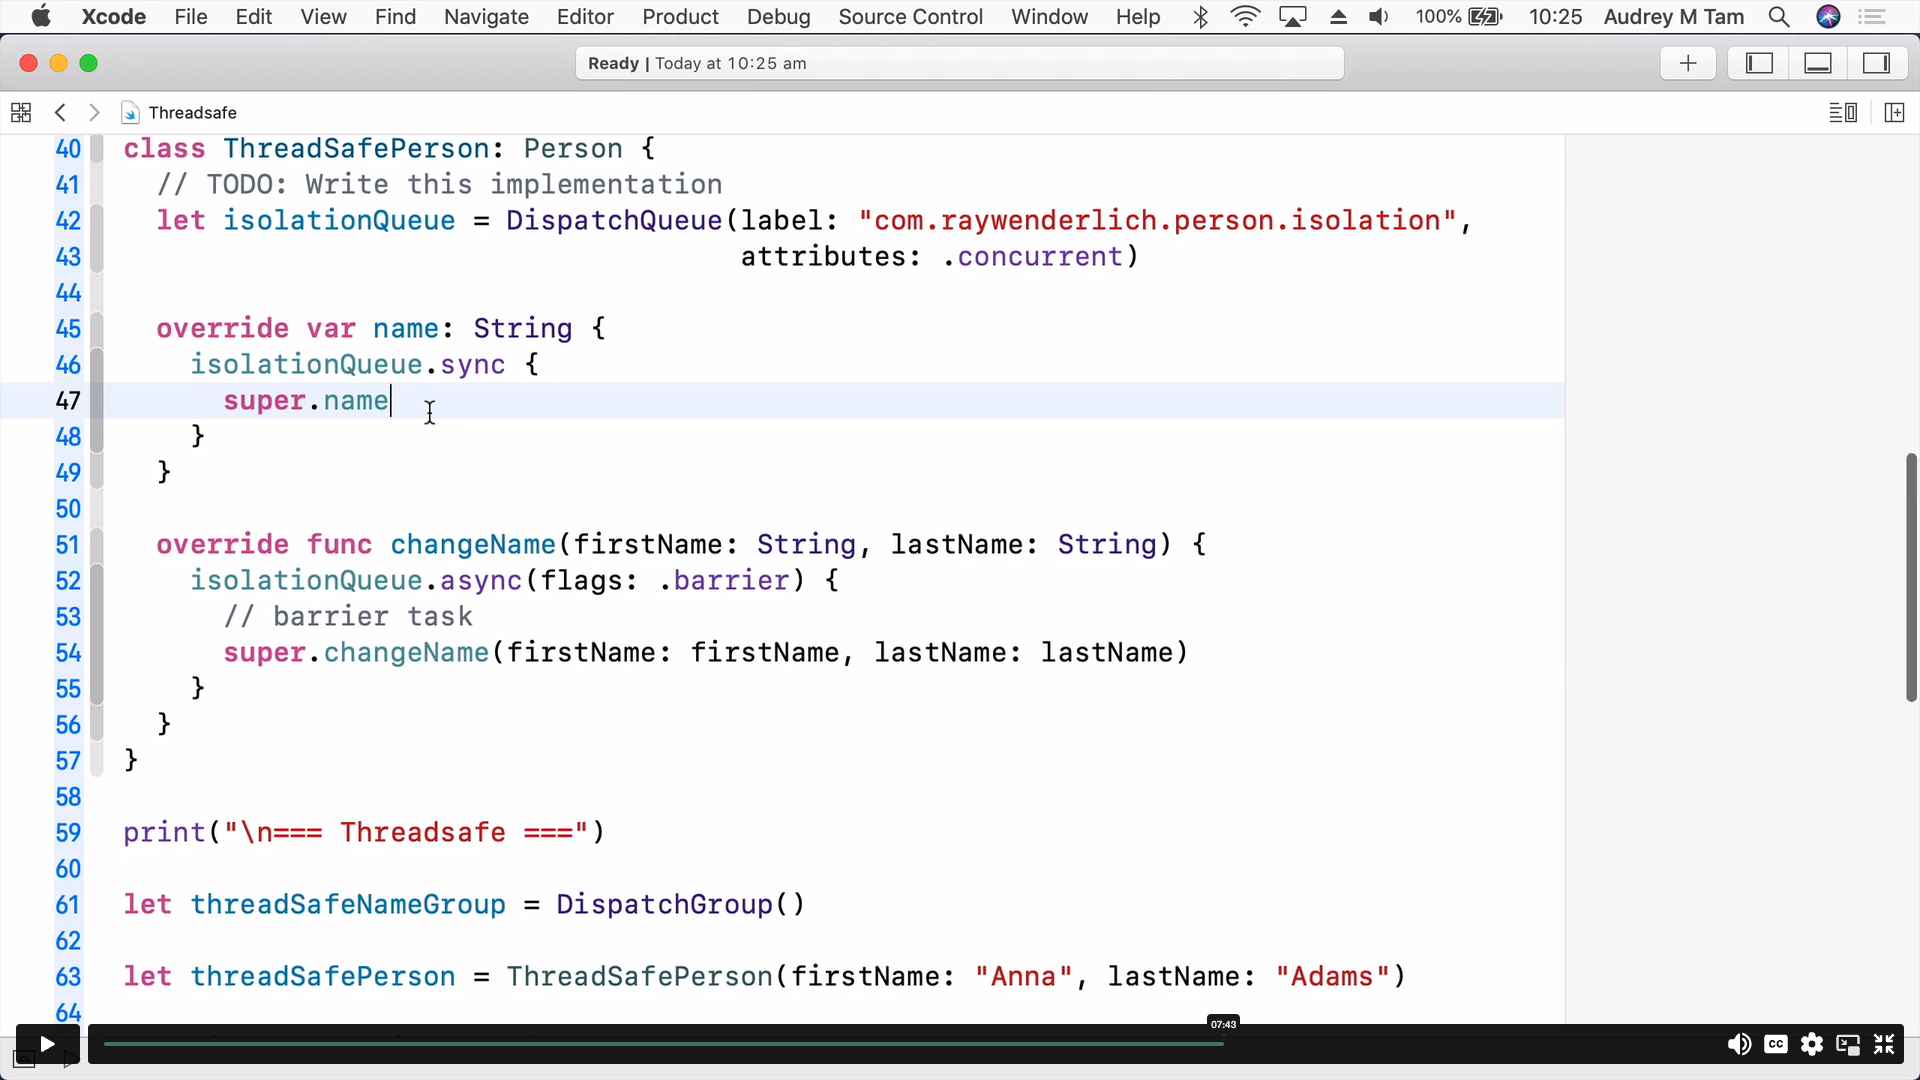 Xcode File Edit View Find Navigate Editor Product Debug Source Control Window Help 100% 10:25 Audrey M Tam
Ready | Today at 10:25 am
Threadsafe
40 class ThreadSafePerson: Person {
41 // TODO: Write this implementation
42 let isolationQueue = DispatchQueue(label: "com.raywenderlich.person.isolation",
43 attributes: .concurrent)
44
45 override var name: String {
46 isolationQueue.sync {
47 super.name
48 }
49 }
50
51 override func changeName(firstName: String, lastName: String) {
52 isolationQueue.async(flags: .barrier) {
53 // barrier task
54 super.changeName(firstName: firstName, lastName: lastName)
55 }
56 }
57 }
58
59 print("\n=== Threadsafe ===")
60
61 let threadSafeNameGroup = DispatchGroup()
62
63 let threadSafePerson = ThreadSafePerson(firstName: "Anna", lastName: "Adams")
64
07:43
CC